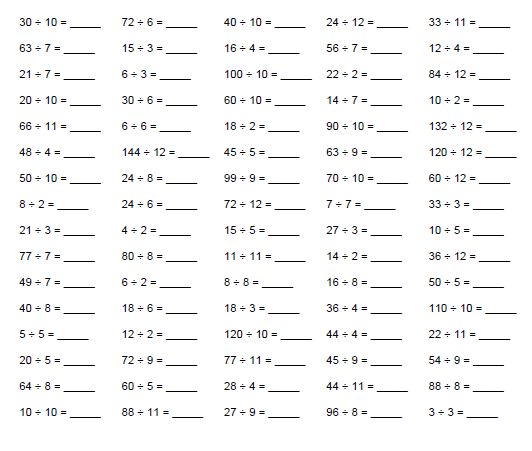 30 ÷ 10 = _____ 72 ÷ 6 = _____ 40 ÷ 10 = _____ 24 ÷ 12 = _____ 33 ÷ 11 = _____
63 ÷ 7 = _____ 15 ÷ 3 = _____ 16 ÷ 4 = _____ 56 ÷ 7 = _____ 12 ÷ 4 = _____
21 ÷ 7 = _____ 6 ÷ 3 = _____ 100 ÷ 10 = _____ 22 ÷ 2 = _____ 84 ÷ 12 = _____
20 ÷ 10 = _____ 30 ÷ 6 = _____ 60 ÷ 10 = _____ 14 ÷ 7 = _____ 10 ÷ 2 = _____
66 ÷ 11 = _____ 6 ÷ 6 = _____ 18 ÷ 2 = _____ 90 ÷ 10 = _____ 132 ÷ 12 = _____
48 ÷ 4 = _____ 144 ÷ 12 = _____ 45 ÷ 5 = _____ 63 ÷ 9 = _____ 120 ÷ 12 = _____
50 ÷ 10 = _____ 24 ÷ 8 = _____ 99 ÷ 9 = _____ 70 ÷ 10 = _____ 60 ÷ 12 = _____
8 ÷ 2 = _____ 24 ÷ 6 = _____ 72 ÷ 12 = _____ 7 ÷ 7 = _____ 33 ÷ 3 = _____
21 ÷ 3 = _____ 4 ÷ 2 = _____ 15 ÷ 5 = _____ 27 ÷ 3 = _____ 10 ÷ 5 = _____
77 ÷ 7 = _____ 80 ÷ 8 = _____ 11 ÷ 11 = _____ 14 ÷ 2 = _____ 36 ÷ 12 = _____
49 ÷ 7 = _____ 6 ÷ 2 = _____ 8 ÷ 8 = _____ 16 ÷ 8 = _____ 50 ÷ 5 = _____
40 ÷ 8 = _____ 18 ÷ 6 = _____ 18 ÷ 3 = _____ 36 ÷ 4 = _____ 110 ÷ 10 = _____
5 ÷ 5 = _____ 12 ÷ 2 = _____ 120 ÷ 10 = _____ 44 ÷ 4 = _____ 22 ÷ 11 = _____
20 ÷ 5 = _____ 72 ÷ 9 = _____ 77 ÷ 11 = _____ 45 ÷ 9 = _____ 54 ÷ 9 = _____
64 ÷ 8 = _____ 60 ÷ 5 = _____ 28 ÷ 4 = _____ 44 ÷ 11 = _____ 88 ÷ 8 = _____
10 ÷ 10 = _____ 88 ÷ 11 = _____ 27 ÷ 9 = _____ 96 ÷ 8 = _____ 3 ÷ 3 = _____